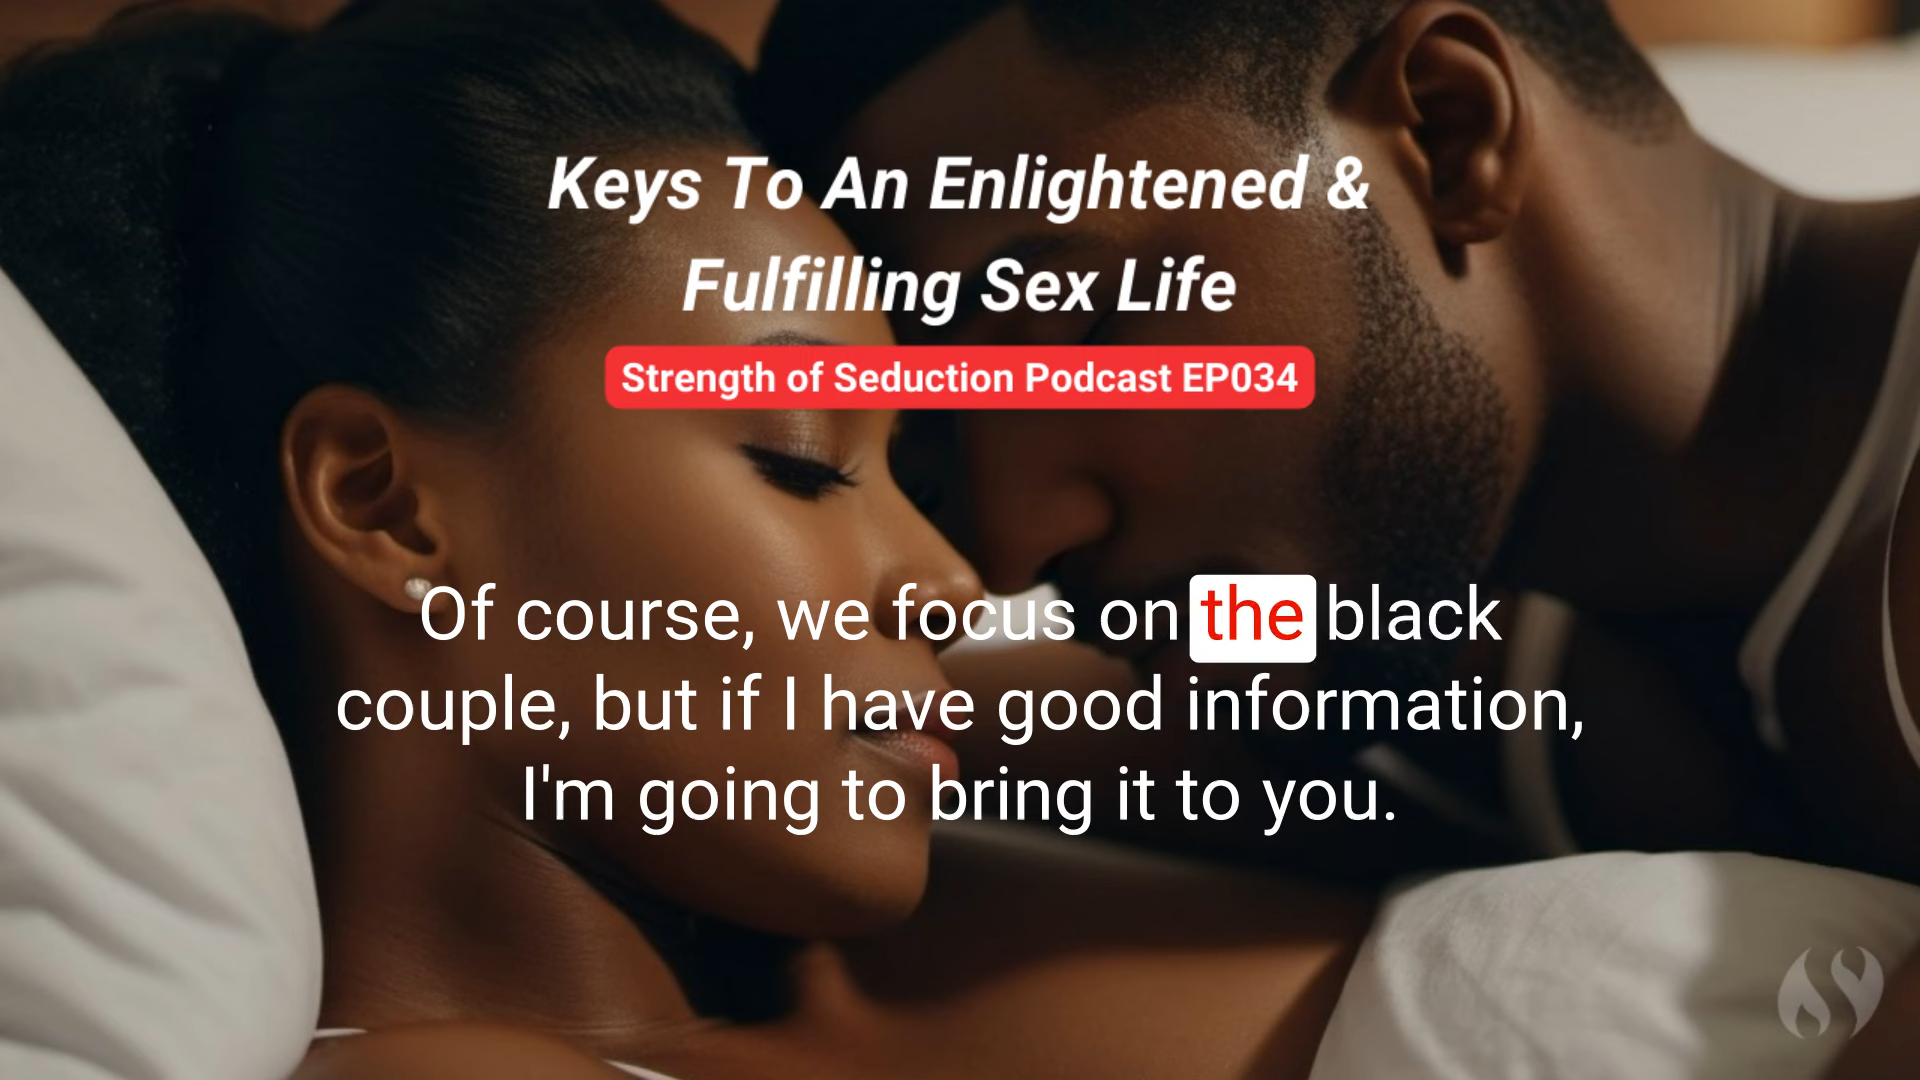 Keys To An Enlightened &
Fulfilling Sex Life
Strength of Seduction Podcast EP034
Of course, we focus on the black
couple, but if I have good information,
I'm going to bring it to you.